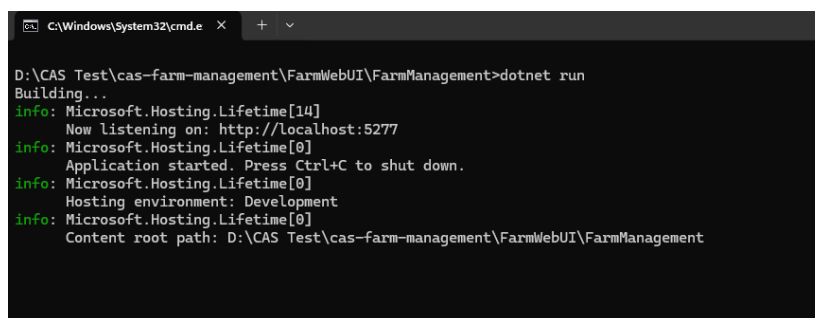 C:\Windows\System32\cmd.e
D:\CAS Test\cas-farm-management\FarmWebUI\FarmManagement>dotnet run
Building...
info: Microsoft.Hosting.Lifetime[14]
Now listening on: http://localhost:5277
info: Microsoft.Hosting.Lifetime[0]
Application started. Press Ctrl+C to shut down.
info: Microsoft.Hosting.Lifetime[0]
Hosting environment: Development
info: Microsoft.Hosting.Lifetime[0]
Content root path: D:\CAS Test\cas-farm-management\FarmWebUI\FarmManagement